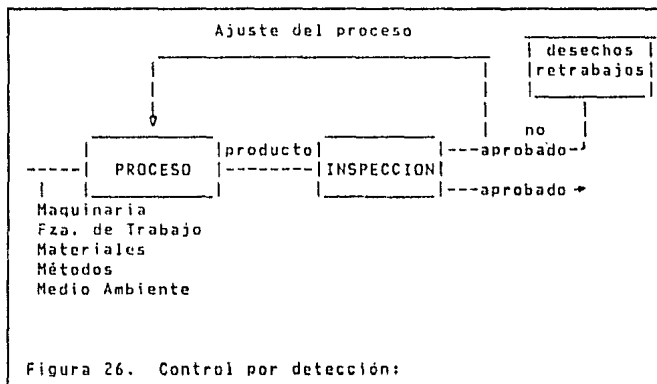 Ajuste del proceso
desechos
retrabajos
no
producto
PROCESO
INSPECCION
aprobado
aprobado
Maquinaria
Fza. de Trabajo
Materiales
Métodos
Medio Ambiente
Figura 26. Control por detección: